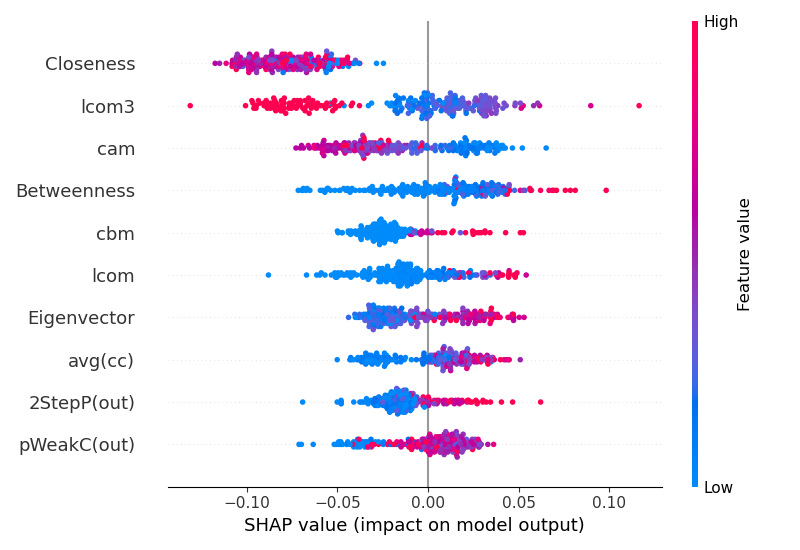 High
Closeness
lcom3
cam
Betweenness
cbm
lcom
Eigenvector
avg(cc)
2StepP(out)
pWeakC(out)
Feature value
Low
−0.10 −0.05 0.00 0.05 0.10
SHAP value (impact on model output)